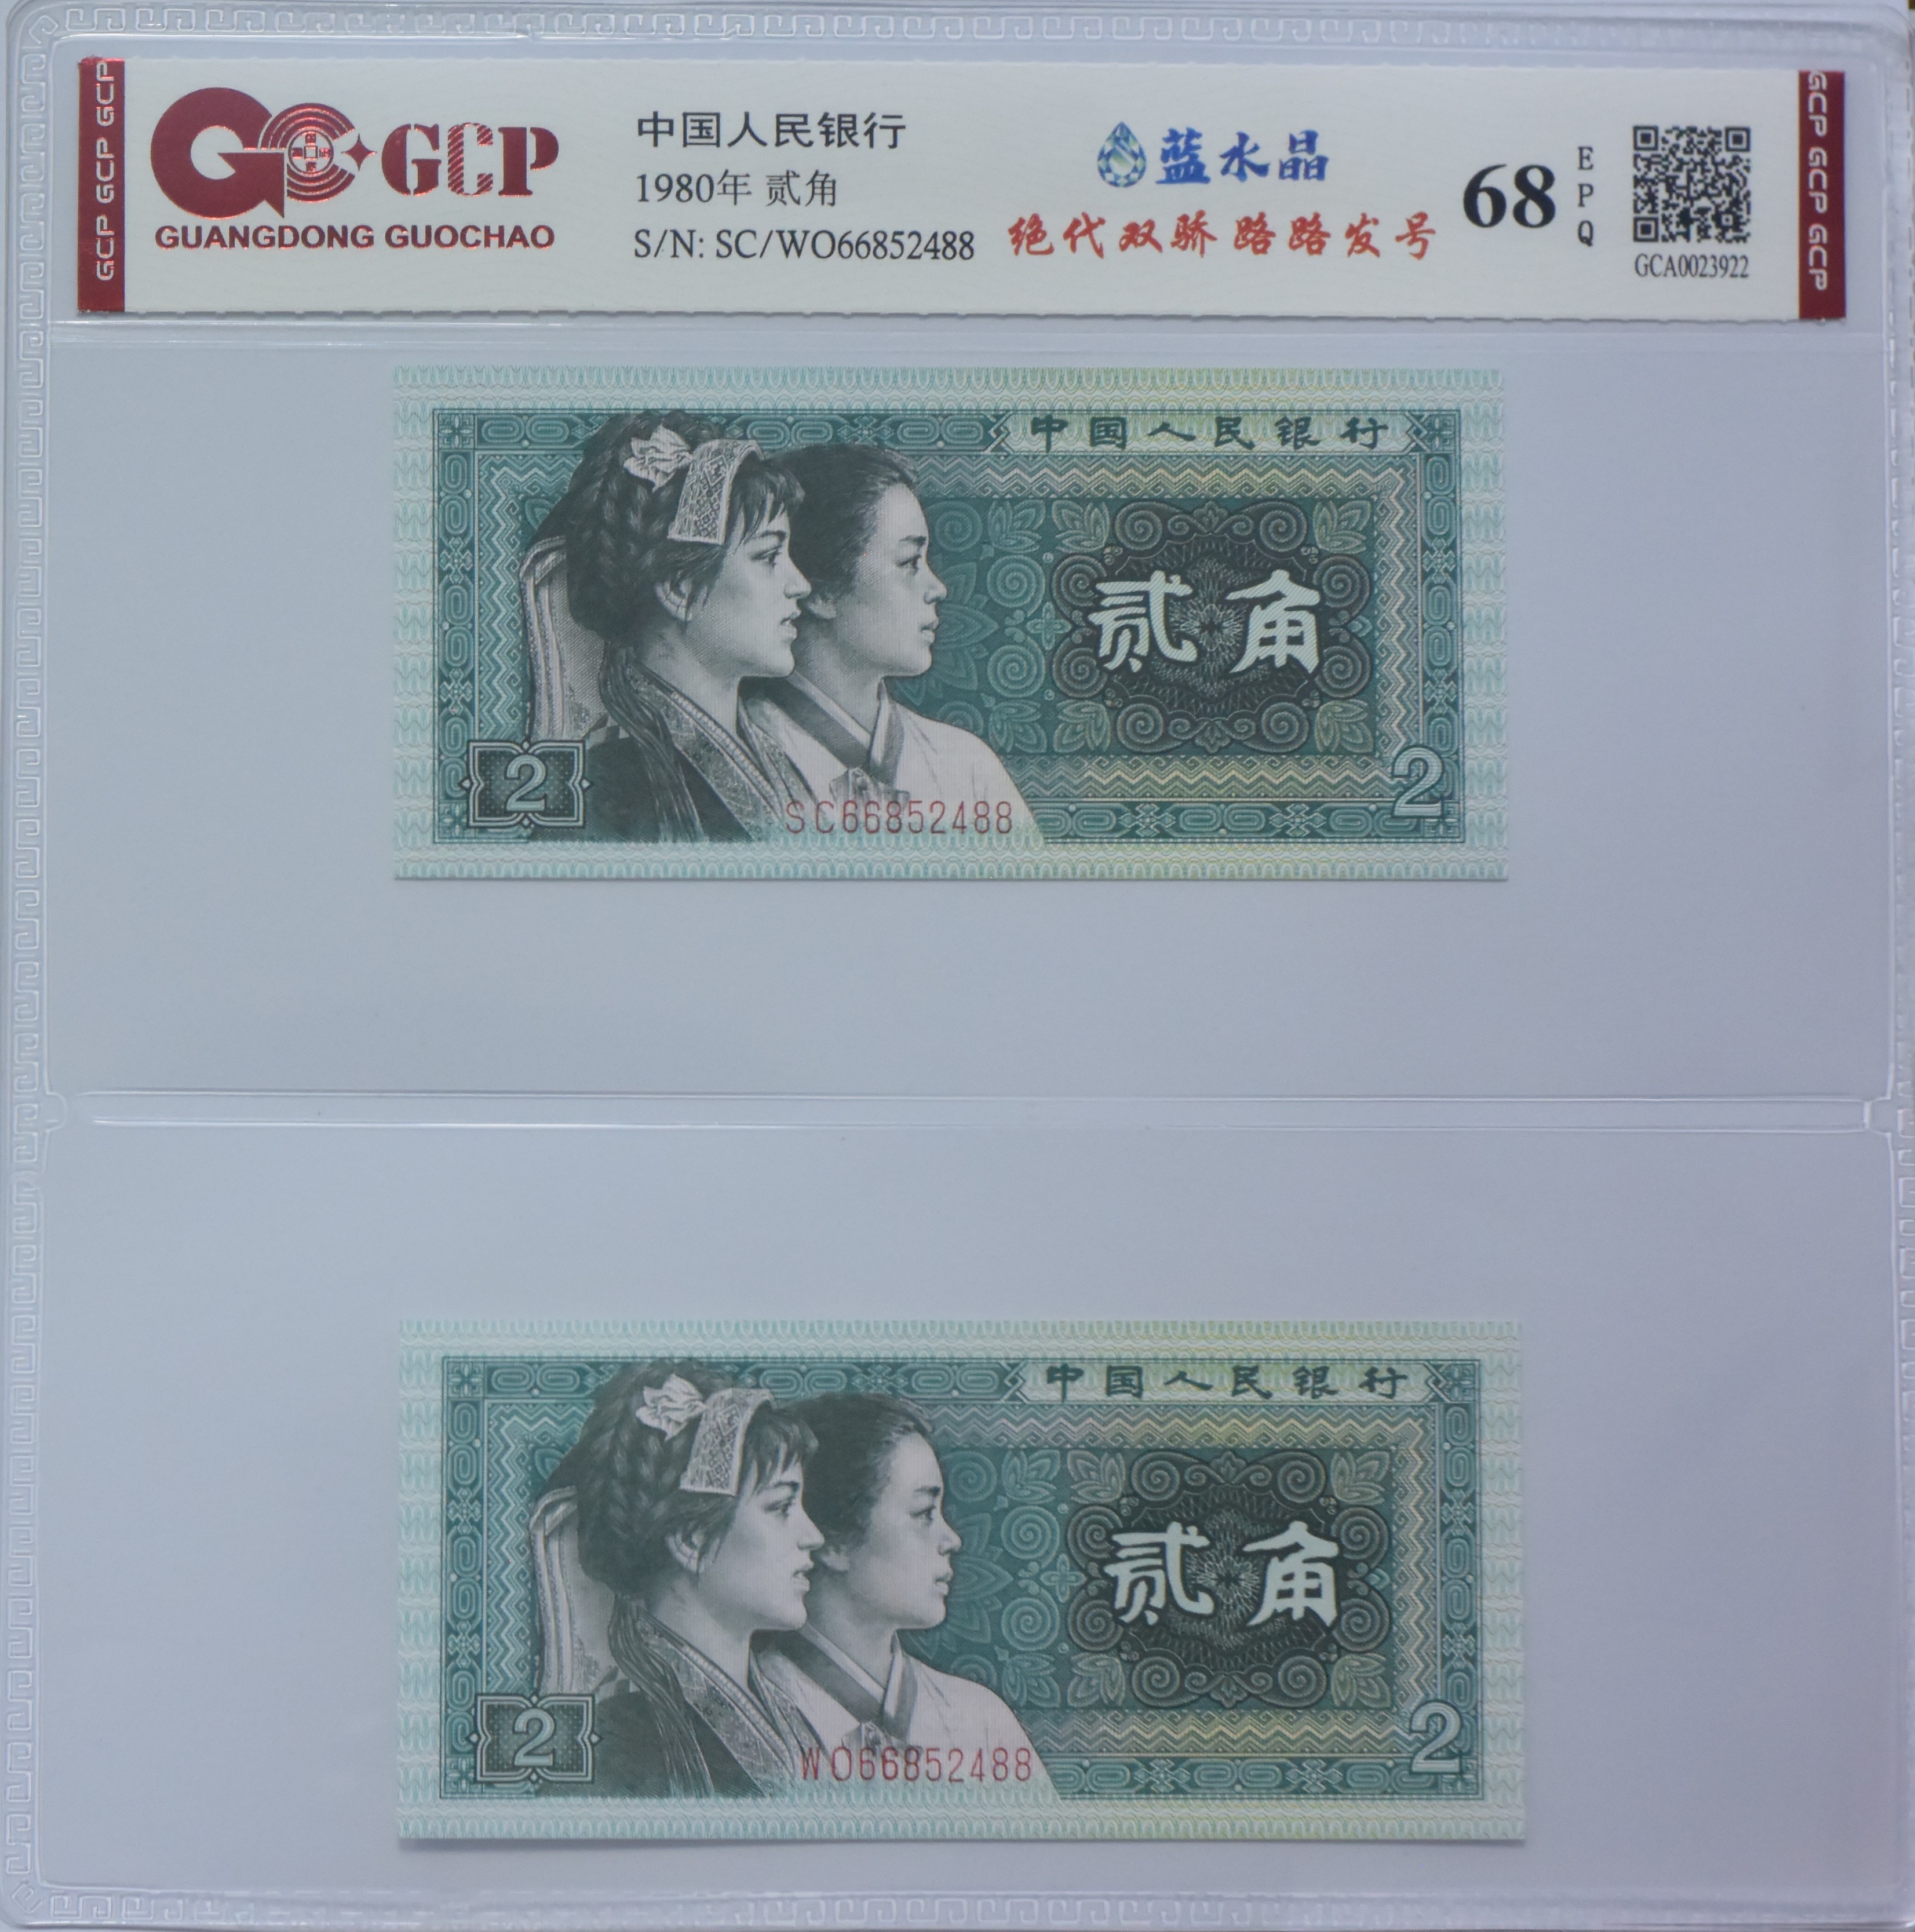 GCP GCP GCP
GCP
GUANGDONG GUOCHAO
中国人民银行
1980年 贰角
S/N: SC/WO66852488
蓝水晶
绝代双骄 路路发号
68
EPQ
GCA0023922
GCP GCP GCP
中国人民银行
贰角
2
SC66852488
2
中国人民银行
贰角
2
WO66852488
2